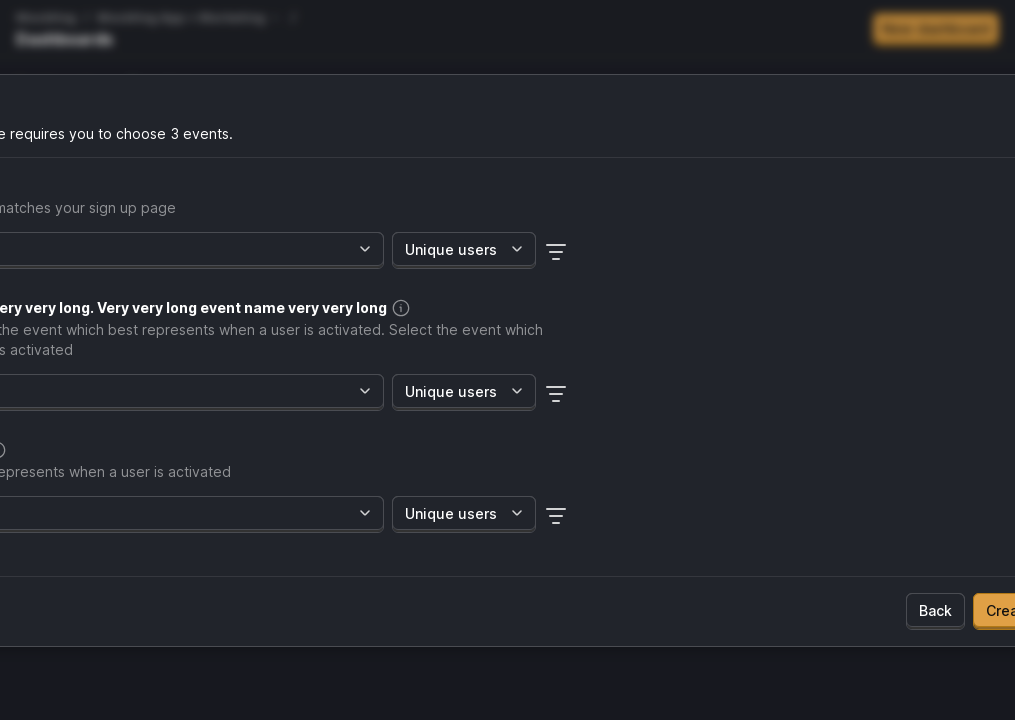 Dashboards
e requires you to choose 3 events.
matches your sign up page
Unique users
ery very long. Very very long event name very very long
the event which best represents when a user is activated. Select the event which
s activated
Unique users
epresents when a user is activated
Unique users
Back
Crea